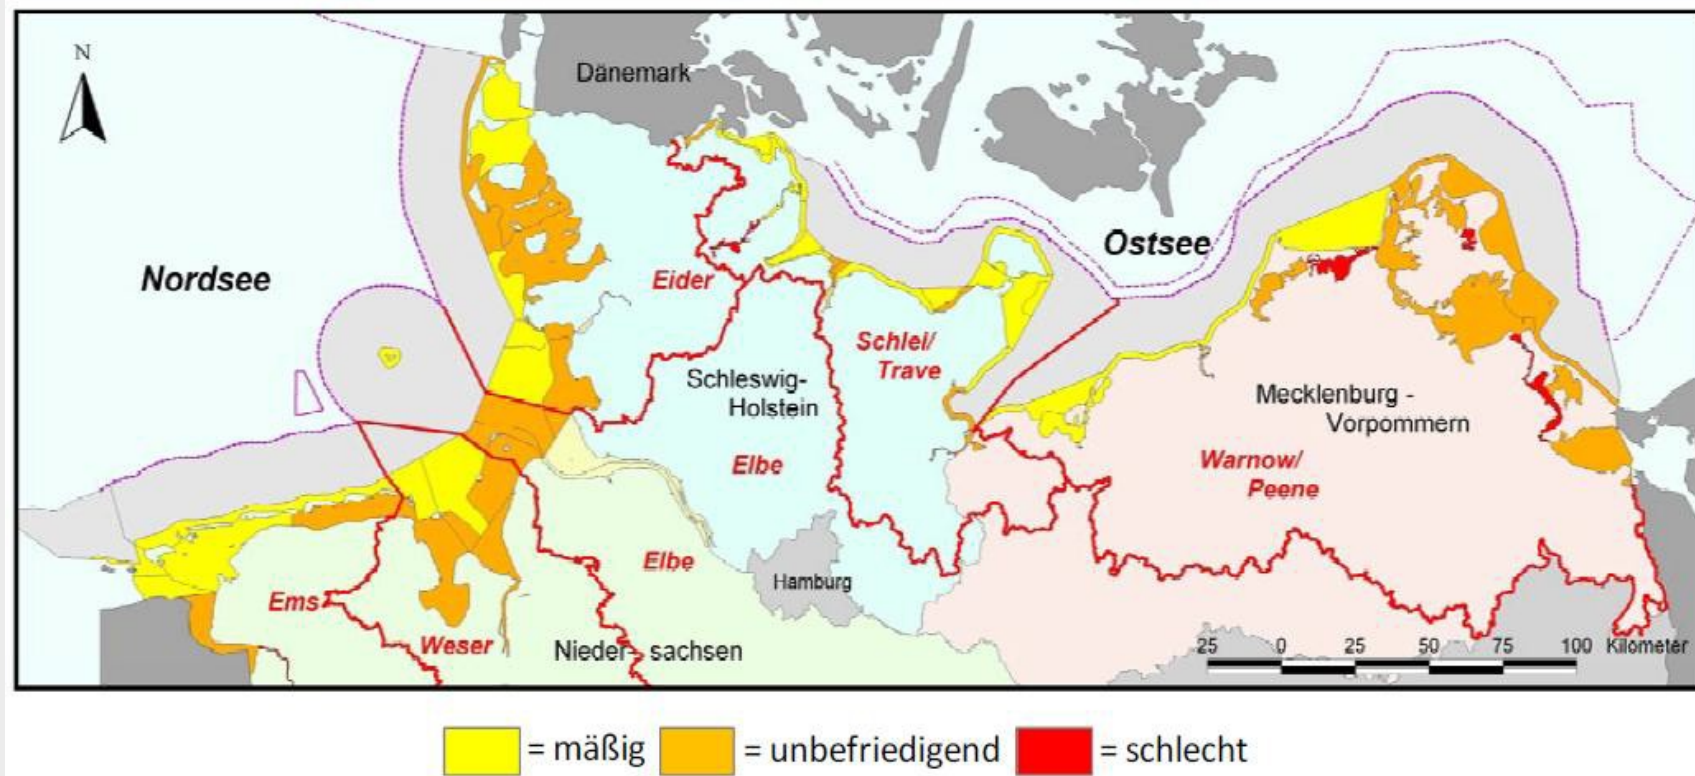 N
Dänemark
Nordsee
Ostsee
Eider
Schlei/
Trave
Schleswig-
Holstein
Mecklenburg -
Vorpommern
Elbe
Warnow/
Peene
Elbe
Hamburg
Ems
Weser
Nieder- sachsen
25 0 25 50 75 100 Kilometer
= mäßig = unbefriedigend = schlecht